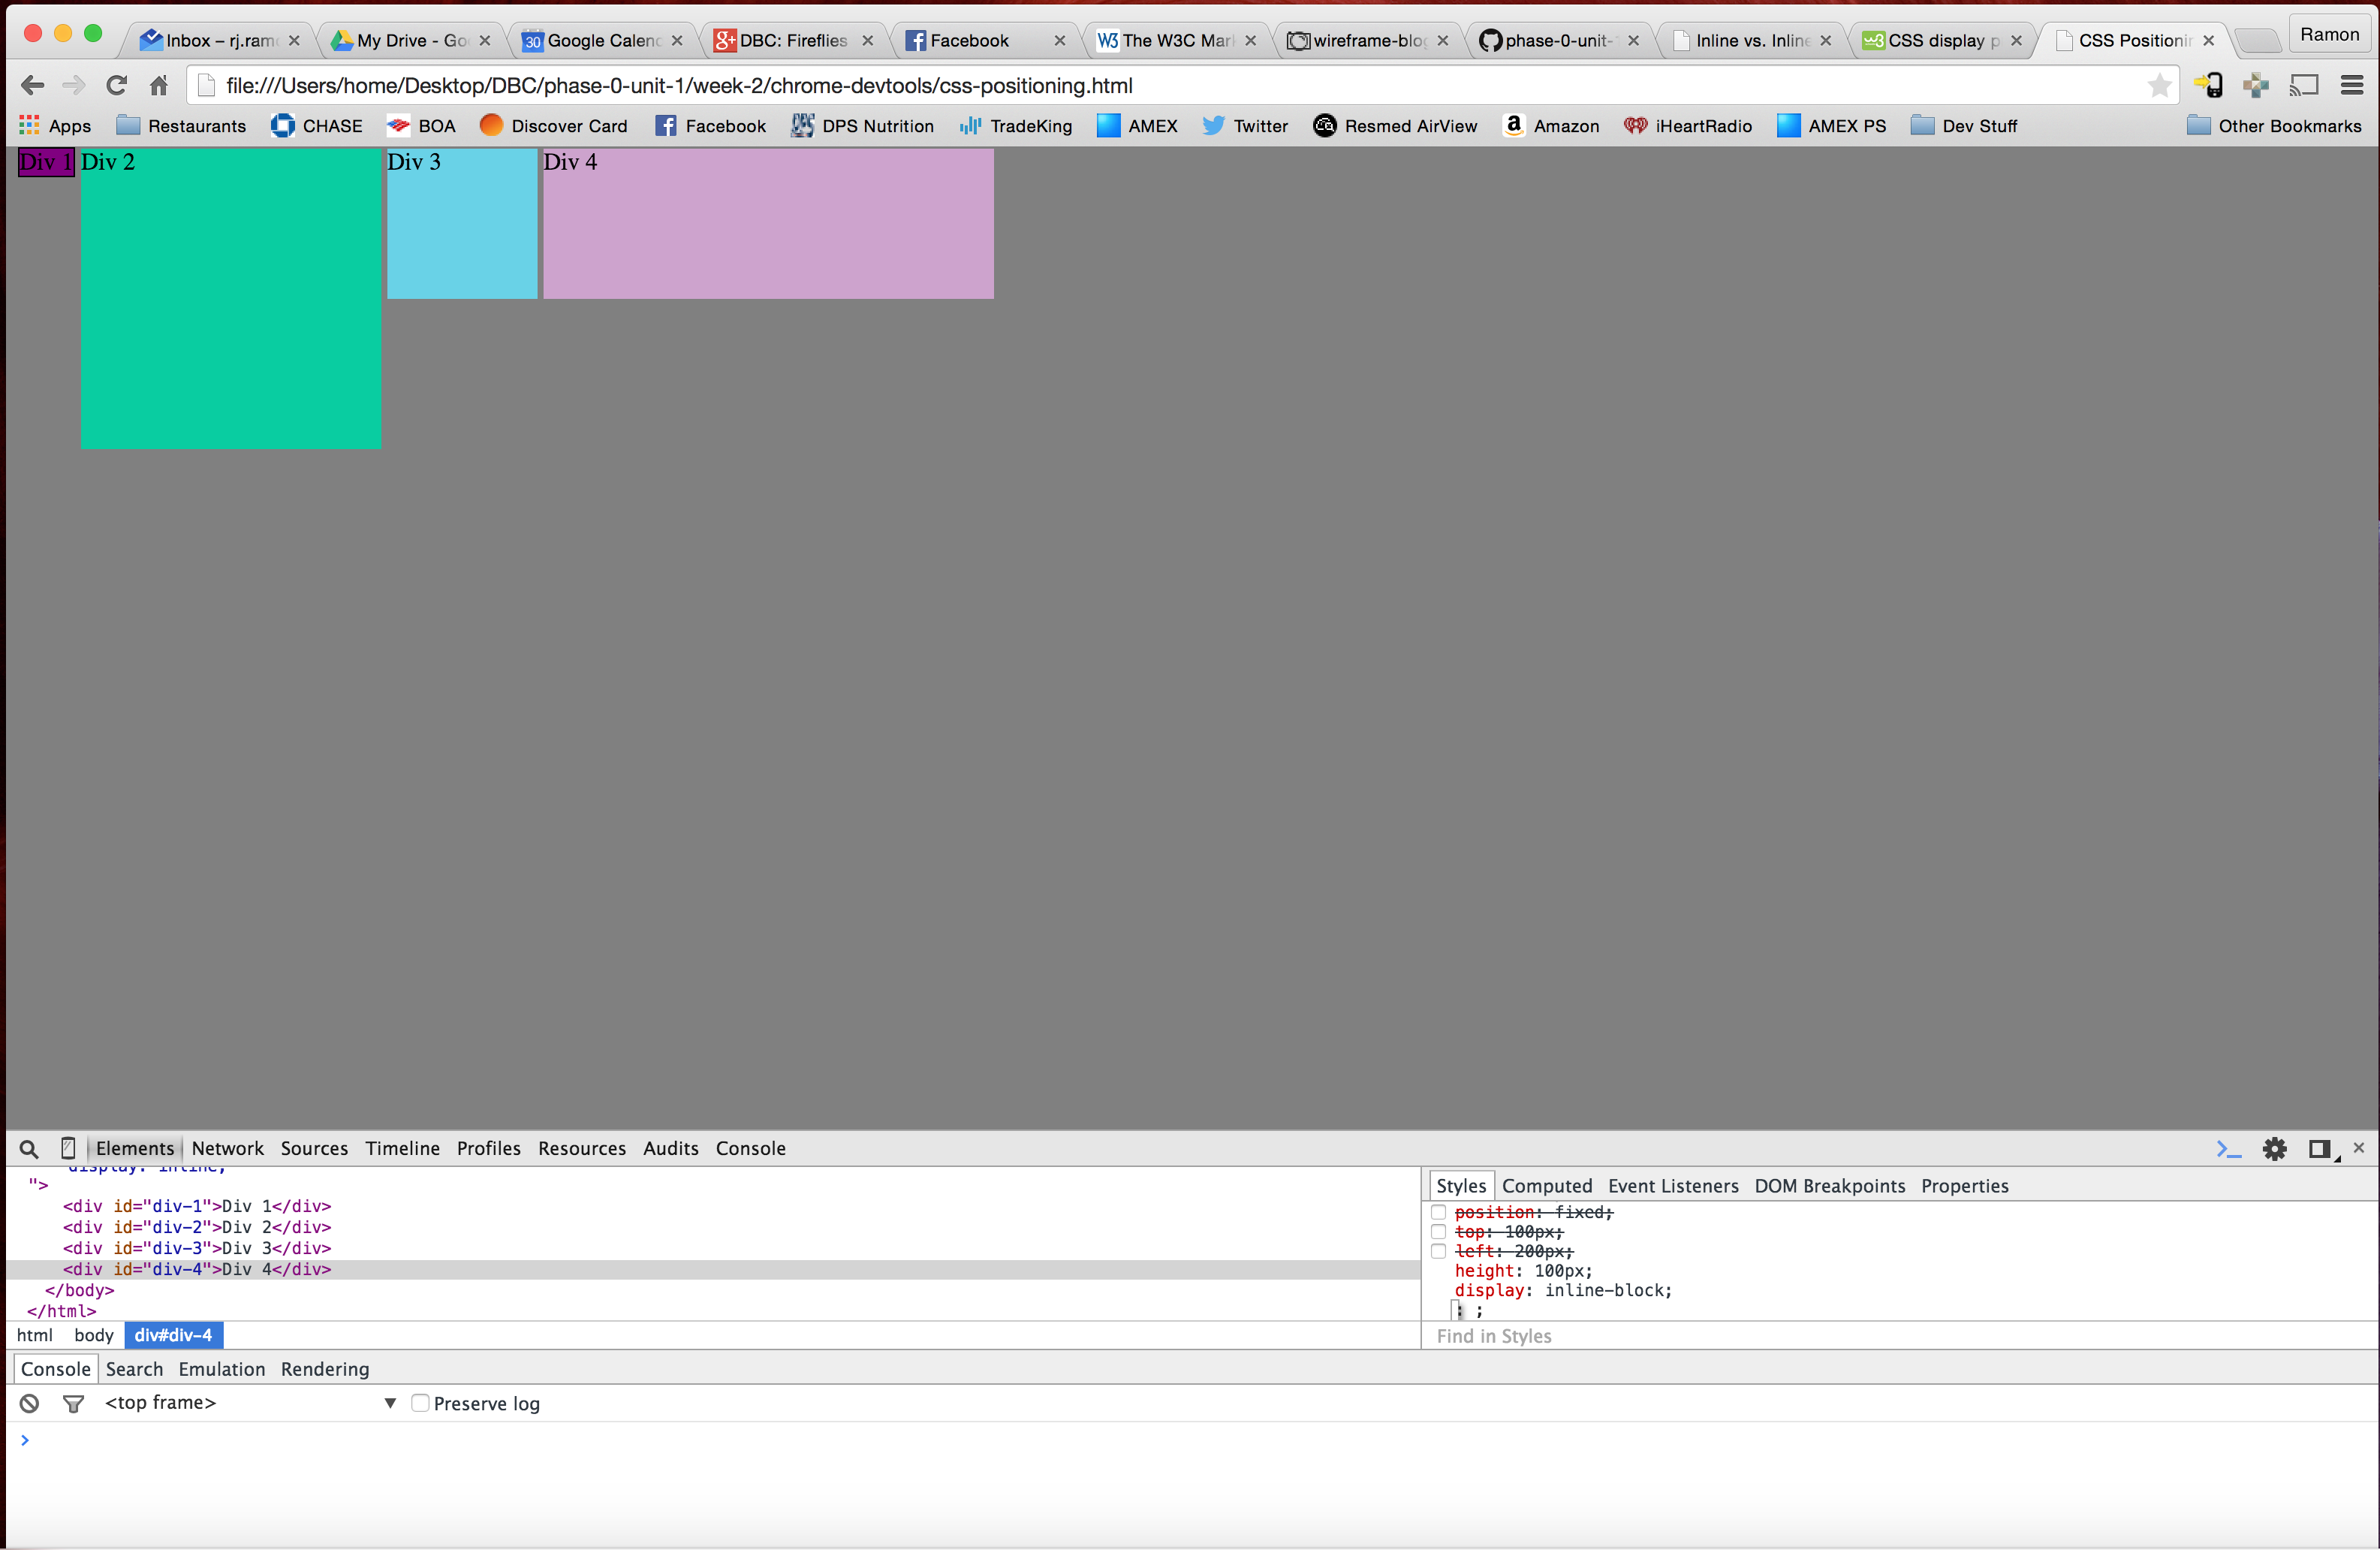 Inbox – rj.ram My Drive - Go Google Calend DBC: Fireflies Facebook The W3C Mar wireframe-blog phase-0-unit- Inline vs. Inline CSS display p CSS Positionin Ramon
file:///Users/home/Desktop/DBC/phase-0-unit-1/week-2/chrome-devtools/css-positioning.html
Apps Restaurants CHASE BOA Discover Card Facebook DPS Nutrition TradeKing AMEX Twitter Resmed AirView Amazon iHeartRadio AMEX PS Dev Stuff Other Bookmarks
Div 1 Div 2 Div 3 Div 4
Elements Network Sources Timeline Profiles Resources Audits Console
display: inline;
">
<div id="div-1">Div 1</div>
<div id="div-2">Div 2</div>
<div id="div-3">Div 3</div>
<div id="div-4">Div 4</div>
</body>
</html>
html body div#div-4
Styles Computed Event Listeners DOM Breakpoints Properties
position: fixed;
top: 100px;
left: 200px;
height: 100px;
display: inline-block;
: ;
Find in Styles
Console Search Emulation Rendering
<top frame> ▼ Preserve log
>